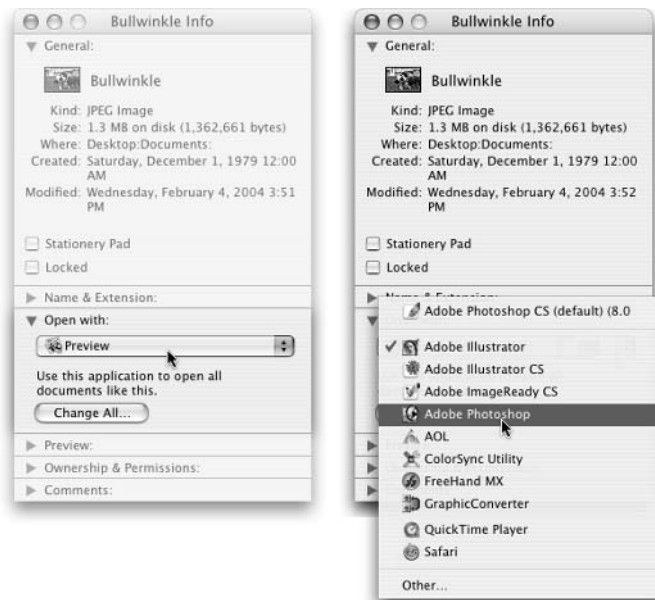 Bullwinkle Info
General:
Bullwinkle
Kind: JPEG Image
Size: 1.3 MB on disk (1,362,661 bytes)
Where: Desktop:Documents:
Created: Saturday, December 1, 1979 12:00
AM
Modified: Wednesday, February 4, 2004 3:51
PM
Stationery Pad
Locked
Name & Extension:
Open with:
Preview
Use this application to open all
documents like this.
Change All...
Preview:
Ownership & Permissions:
Comments:
Bullwinkle Info
General:
Bullwinkle
Kind: JPEG Image
Size: 1.3 MB on disk (1,362,661 bytes)
Where: Desktop:Documents:
Created: Saturday, December 1, 1979 12:00
AM
Modified: Wednesday, February 4, 2004 3:52
PM
Stationery Pad
Locked
Name & Extension:
Adobe Photoshop CS (default) (8.0
Adobe Illustrator
Adobe Illustrator CS
Adobe ImageReady CS
Adobe Photoshop
AOL
ColorSync Utility
FreeHand MX
GraphicConverter
QuickTime Player
Safari
Other...